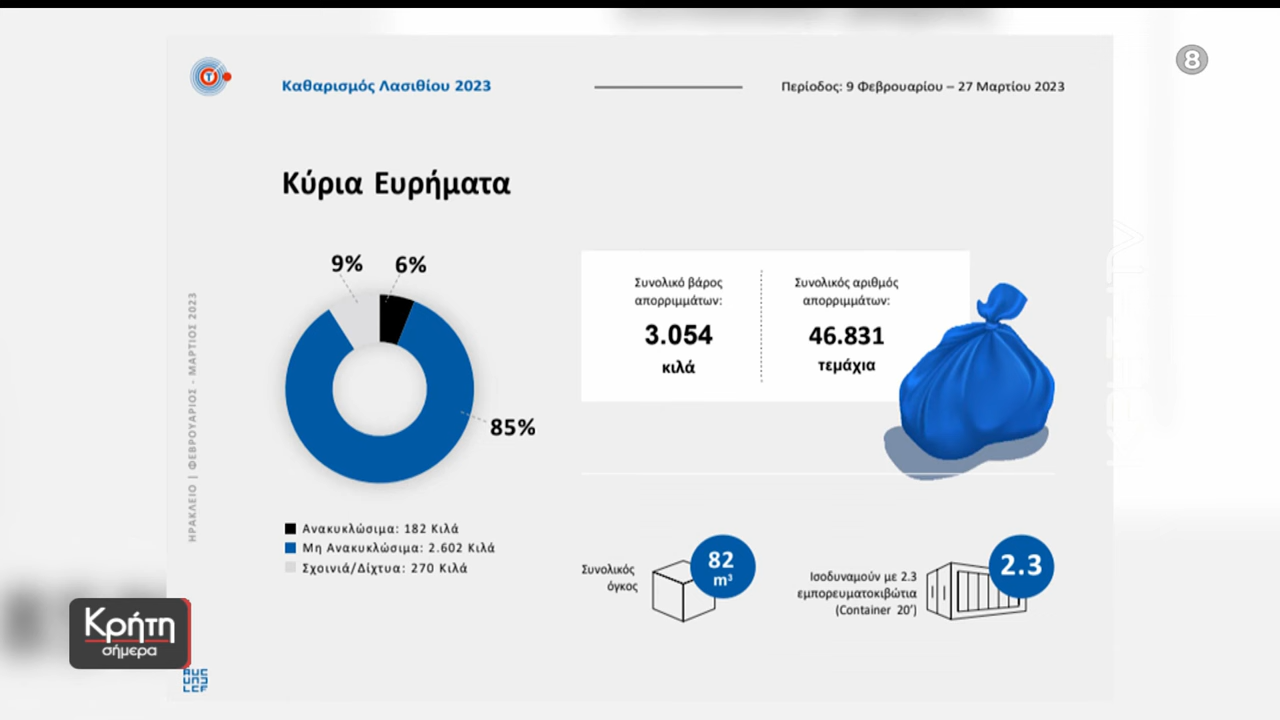 8
T
Καθαρισμός Λασιθίου 2023
Περίοδος: 9 Φεβρουαρίου – 27 Μαρτίου 2023
Κύρια Ευρήματα
9%
6%
85%
Συνολικό βάρος
απορριμμάτων:
3.054
κιλά
Συνολικός αριθμός
απορριμμάτων:
46.831
τεμάχια
ΗΡΑΚΛΕΙΟ | ΦΕΒΡΟΥΑΡΙΟΣ - ΜΑΡΤΙΟΣ 2023
Ανακυκλώσιμα: 182 Κιλά
Μη Ανακυκλώσιμα: 2.602 Κιλά
Σχοινιά/Δίχτυα: 270 Κιλά
Συνολικός
όγκος
82
m³
Ισοδυναμούν με 2.3
εμπορευματοκιβώτια
(Container 20’)
2.3
Κρήτη
σήμερα